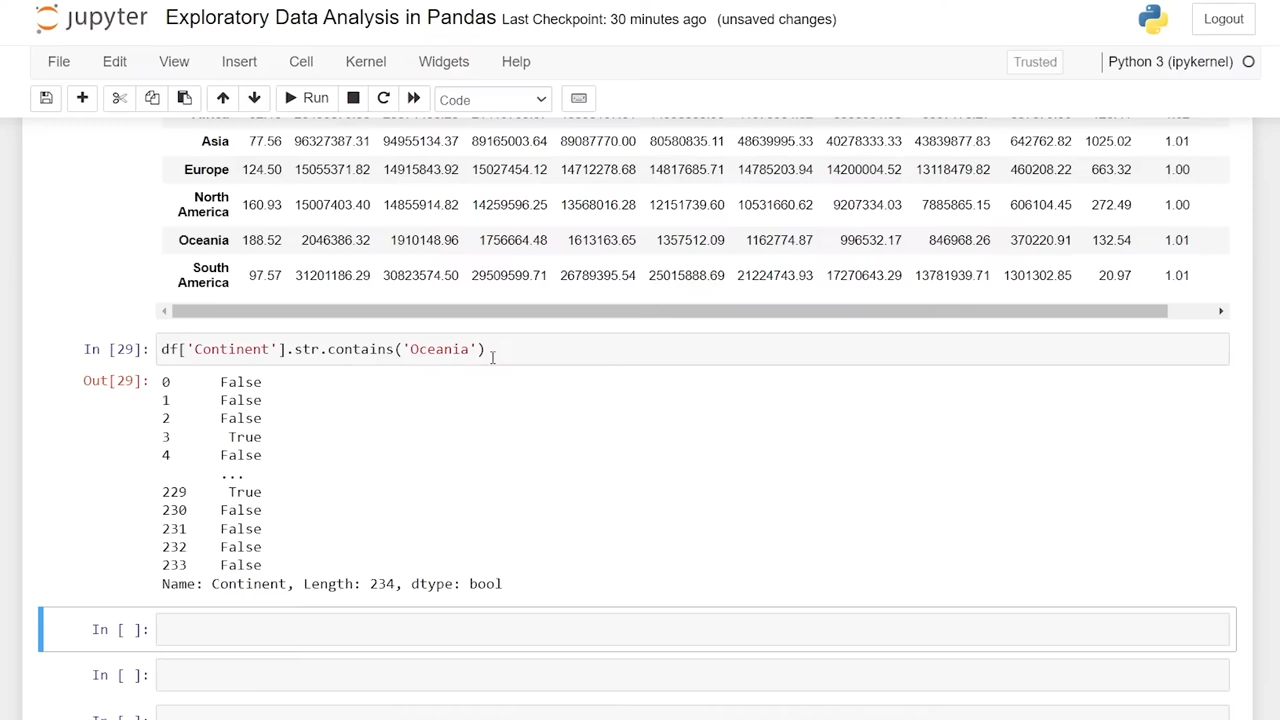 jupyter Exploratory Data Analysis in Pandas Last Checkpoint: 30 minutes ago (unsaved changes) Logout
File Edit View Insert Cell Kernel Widgets Help Trusted Python 3 (ipykernel)
Run Code
Asia 77.56 96327387.31 94955134.37 89165003.64 89087770.00 80580835.11 48639995.33 40278333.33 43839877.83 642762.82 1025.02 1.01
Europe 124.50 15055371.82 14915843.92 15027454.12 14712278.68 14817685.71 14785203.94 14200004.52 13118479.82 460208.22 663.32 1.00
North
America 160.93 15007403.40 14855914.82 14259596.25 13568016.28 12151739.60 10531660.62 9207334.03 7885865.15 606104.45 272.49 1.00
Oceania 188.52 2046386.32 1910148.96 1756664.48 1613163.65 1357512.09 1162774.87 996532.17 846968.26 370220.91 132.54 1.01
South
America 97.57 31201186.29 30823574.50 29509599.71 26789395.54 25015888.69 21224743.93 17270643.29 13781939.71 1301302.85 20.97 1.01
In [29]: df['Continent'].str.contains('Oceania')
Out[29]: 0 False
1 False
2 False
3 True
4 False
...
229 True
230 False
231 False
232 False
233 False
Name: Continent, Length: 234, dtype: bool
In [ ]:
In [ ]: